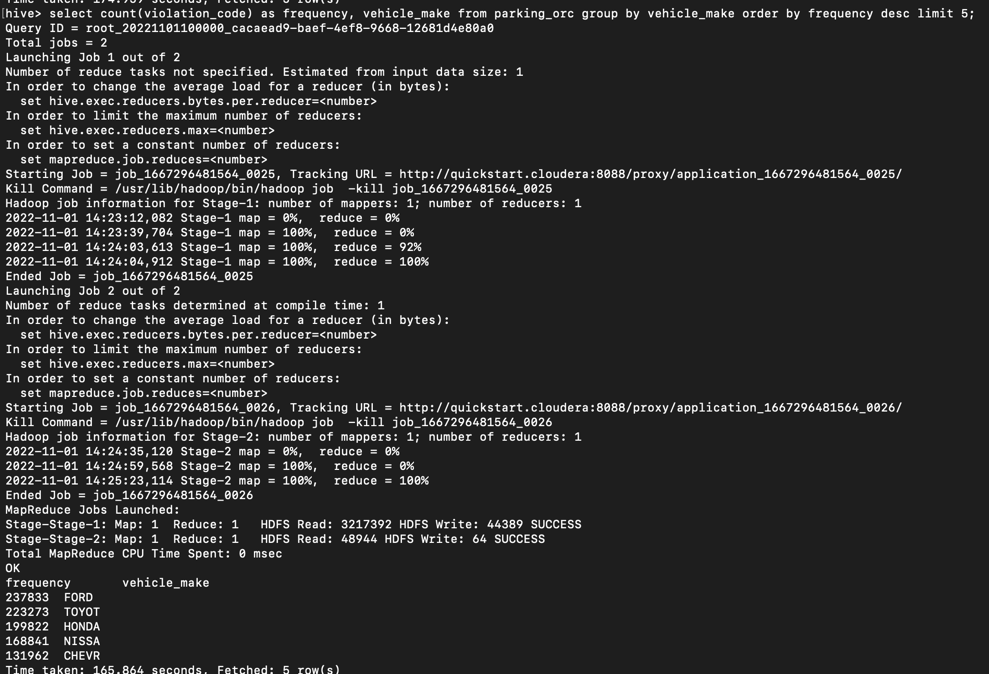 Time taken: 174.959 seconds, Fetched: 5 row(s)
[hive> select count(violation_code) as frequency, vehicle_make from parking_orc group by vehicle_make order by frequency desc limit 5;
Query ID = root_20221101100000_cacaead9-baef-4ef8-9668-12681d4e80a0
Total jobs = 2
Launching Job 1 out of 2
Number of reduce tasks not specified. Estimated from input data size: 1
In order to change the average load for a reducer (in bytes):
  set hive.exec.reducers.bytes.per.reducer=<number>
In order to limit the maximum number of reducers:
  set hive.exec.reducers.max=<number>
In order to set a constant number of reducers:
  set mapreduce.job.reduces=<number>
Starting Job = job_1667296481564_0025, Tracking URL = http://quickstart.cloudera:8088/proxy/application_1667296481564_0025/
Kill Command = /usr/lib/hadoop/bin/hadoop job  -kill job_1667296481564_0025
Hadoop job information for Stage-1: number of mappers: 1; number of reducers: 1
2022-11-01 14:23:12,082 Stage-1 map = 0%,  reduce = 0%
2022-11-01 14:23:39,704 Stage-1 map = 100%,  reduce = 0%
2022-11-01 14:24:03,613 Stage-1 map = 100%,  reduce = 92%
2022-11-01 14:24:04,912 Stage-1 map = 100%,  reduce = 100%
Ended Job = job_1667296481564_0025
Launching Job 2 out of 2
Number of reduce tasks determined at compile time: 1
In order to change the average load for a reducer (in bytes):
  set hive.exec.reducers.bytes.per.reducer=<number>
In order to limit the maximum number of reducers:
  set hive.exec.reducers.max=<number>
In order to set a constant number of reducers:
  set mapreduce.job.reduces=<number>
Starting Job = job_1667296481564_0026, Tracking URL = http://quickstart.cloudera:8088/proxy/application_1667296481564_0026/
Kill Command = /usr/lib/hadoop/bin/hadoop job  -kill job_1667296481564_0026
Hadoop job information for Stage-2: number of mappers: 1; number of reducers: 1
2022-11-01 14:24:35,120 Stage-2 map = 0%,  reduce = 0%
2022-11-01 14:24:59,568 Stage-2 map = 100%,  reduce = 0%
2022-11-01 14:25:23,114 Stage-2 map = 100%,  reduce = 100%
Ended Job = job_1667296481564_0026
MapReduce Jobs Launched:
Stage-Stage-1: Map: 1  Reduce: 1   HDFS Read: 3217392 HDFS Write: 44389 SUCCESS
Stage-Stage-2: Map: 1  Reduce: 1   HDFS Read: 48944 HDFS Write: 64 SUCCESS
Total MapReduce CPU Time Spent: 0 msec
OK
frequency       vehicle_make
237833  FORD
223273  TOYOT
199822  HONDA
168841  NISSA
131962  CHEVR
Time taken: 165.864 seconds, Fetched: 5 row(s)